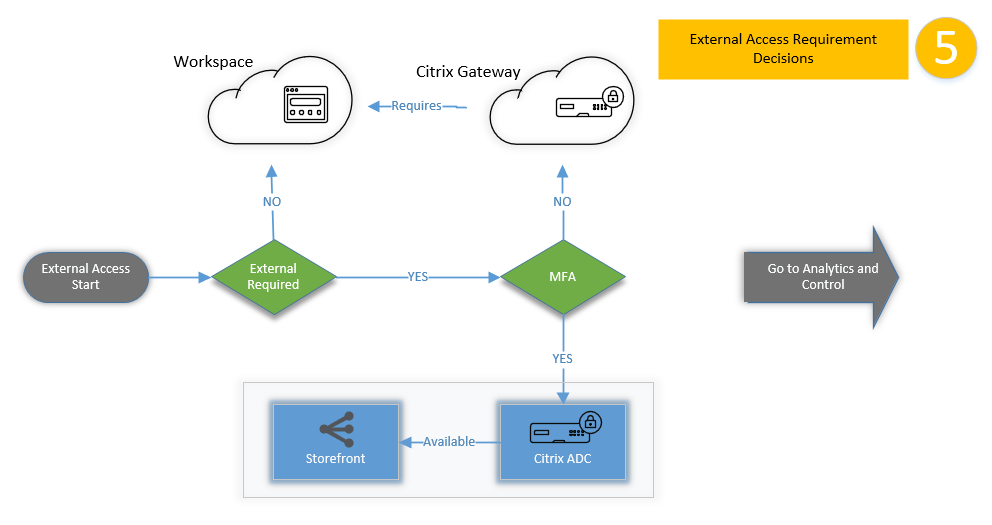 External Access Requirement
Decisions
5
Workspace
Citrix Gateway
Requires
NO
NO
External Access
Start
External
Required
YES
MFA
Go to Analytics and
Control
YES
Available
Storefront
Citrix ADC